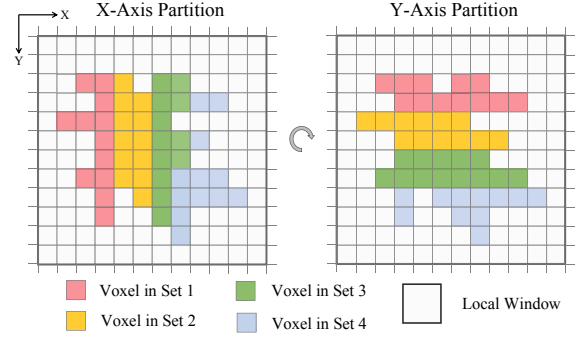 X-Axis Partition
Y-Axis Partition
X
Y
Voxel in Set 1
Voxel in Set 3
Local Window
Voxel in Set 2
Voxel in Set 4